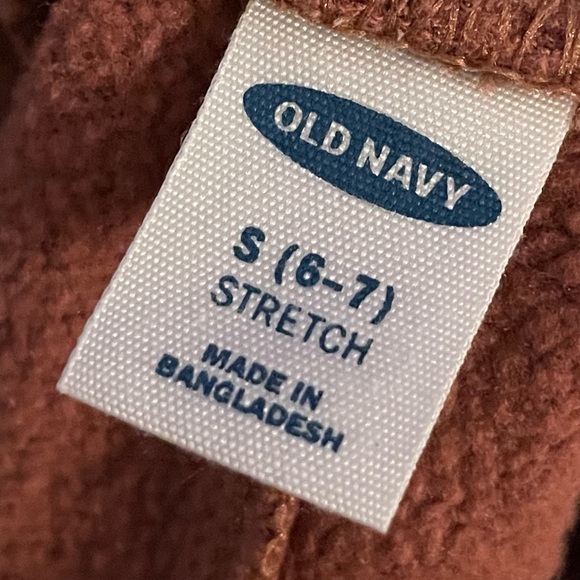 OLD NAVY
S (6-7)
STRETCH
MADE IN
BANGLADESH